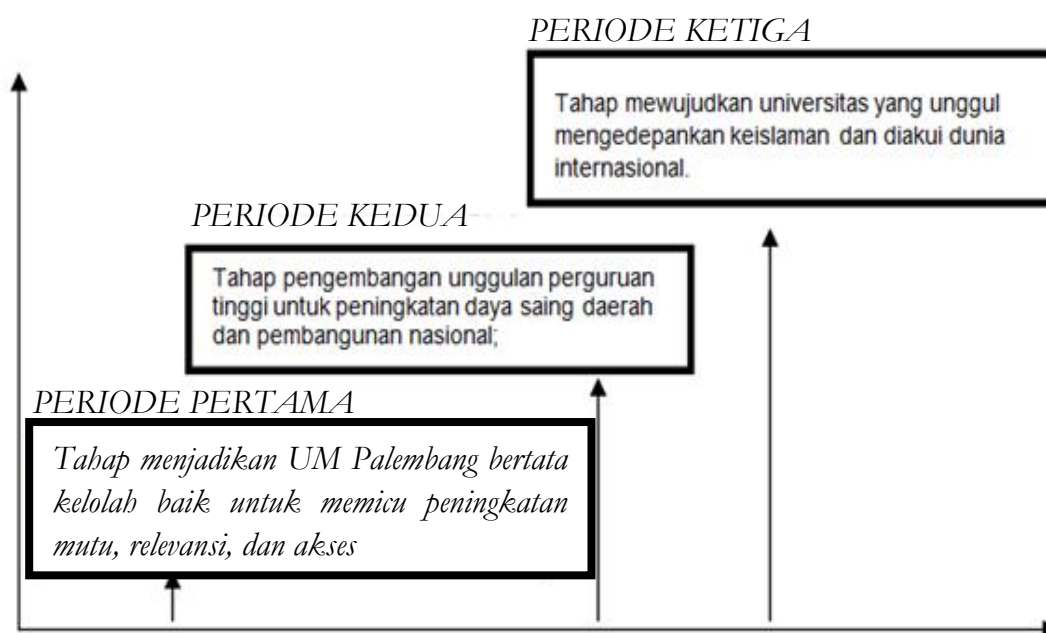 PERIODE KETIGA
Tahap mewujudkan universitas yang unggul
mengedepankan keislaman dan diakui dunia
internasional.
PERIODE KEDUA
Tahap pengembangan unggulan perguruan
tinggi untuk peningkatan daya saing daerah
dan pembangunan nasional;
PERIODE PERTAMA
Tahap menjadikan UM Palembang bertata
kelolah baik untuk memicu peningkatan
mutu, relevansi, dan akses